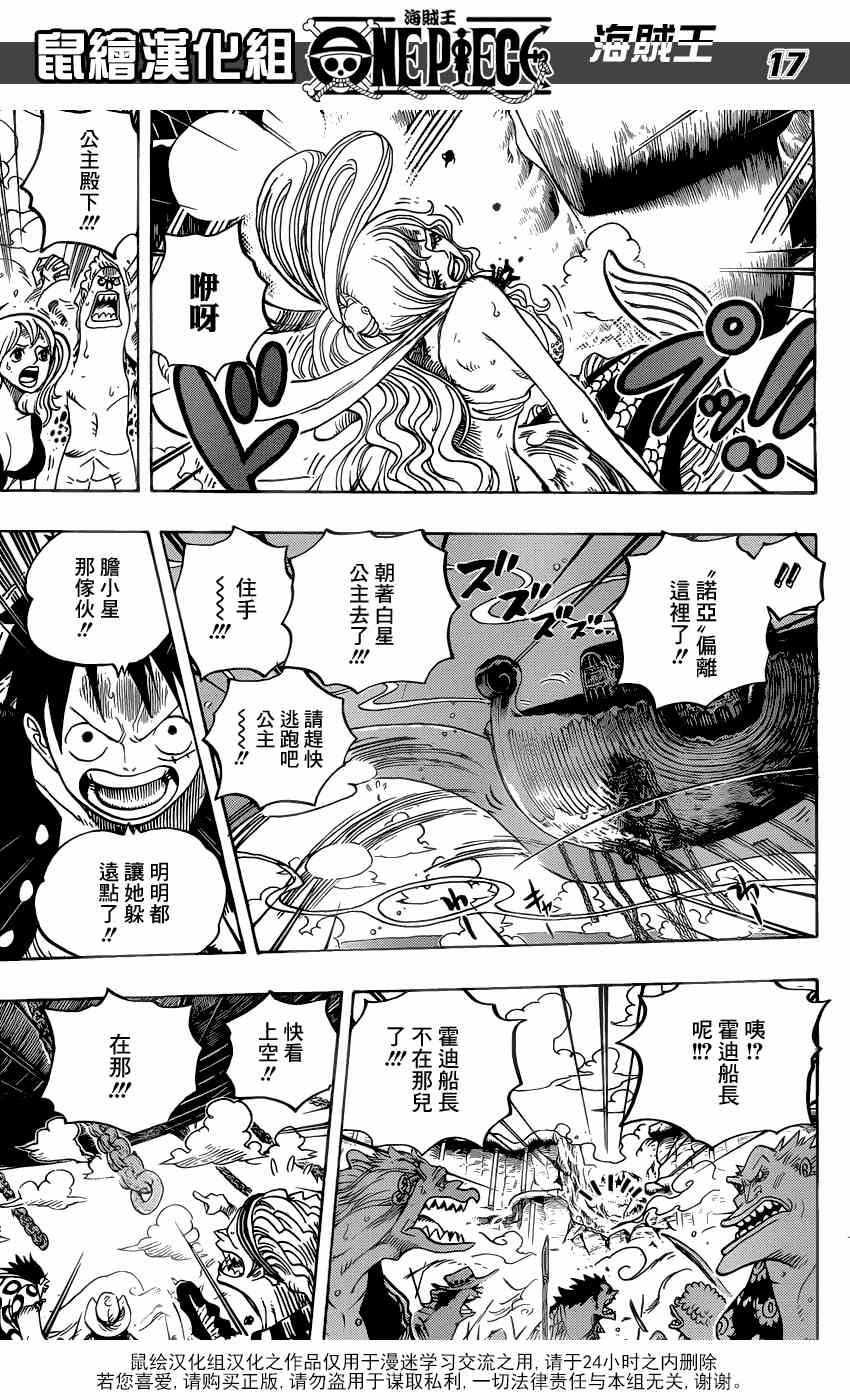 鼠繪漢化組
海賊王
ONE PIECE
海賊王
17
咿呀
ドドッ
公主
殿下!!!
!!
“諾亞”偏離
這裡了!!
ズズズ
朝著白星
公主去了!!!
住手
〜〜〜!!!
請趕快
逃跑吧
公主
〜〜〜!!
膽小星
那傢伙!!
明明都
讓她躲
遠點了!!
咦!?
霍迪船長
呢!!?
霍迪船長
不在那兒
了!!!
快看
上空!!
在那!!!
鼠绘汉化组汉化之作品仅用于漫迷学习交流之用, 请于24小时之内删除
若您喜爱, 请购买正版, 请勿用于谋取私利, 一切法律责任与本组无关, 谢谢。